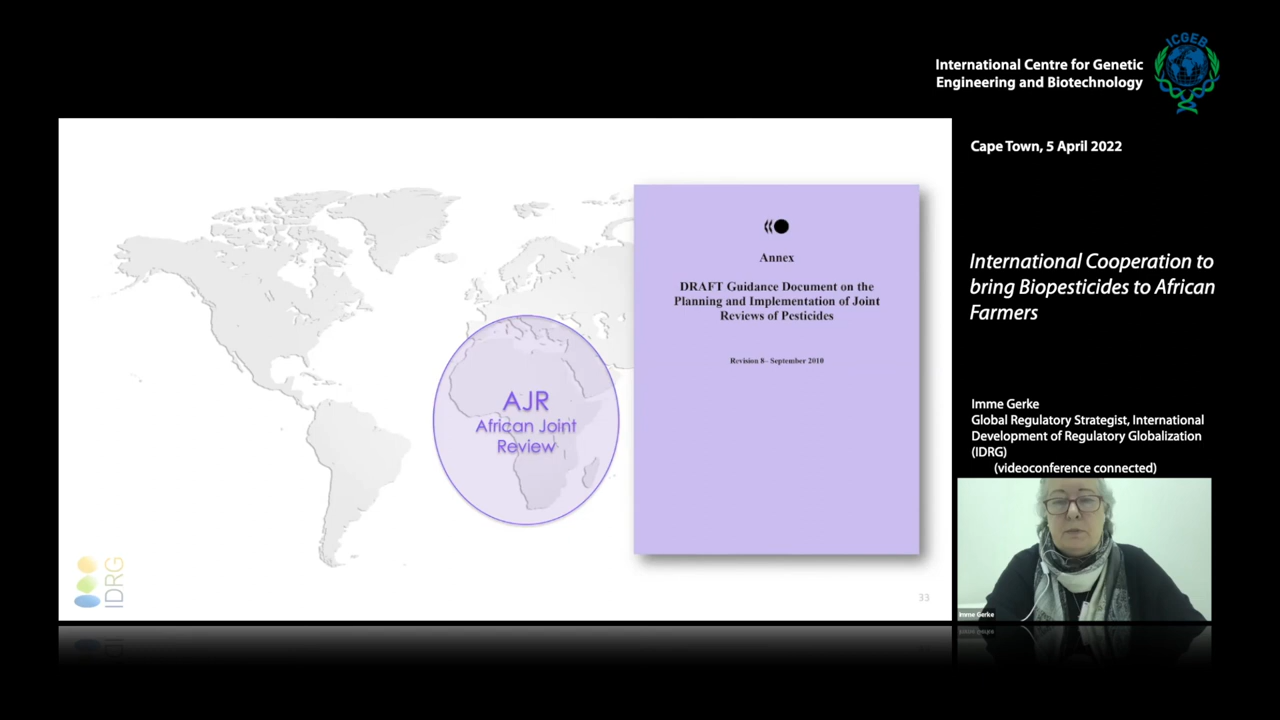 ICGEB
International Centre for Genetic
Engineering and Biotechnology
Cape Town, 5 April 2022
International Cooperation to
bring Biopesticides to African
Farmers
Imme Gerke
Global Regulatory Strategist, International
Development of Regulatory Globalization
(IDRG)
(videoconference connected)
Imme Gerke
Annex
DRAFT Guidance Document on the
Planning and Implementation of Joint
Reviews of Pesticides
Revision 8– September 2010
AJR
African Joint
Review
IDRG
33